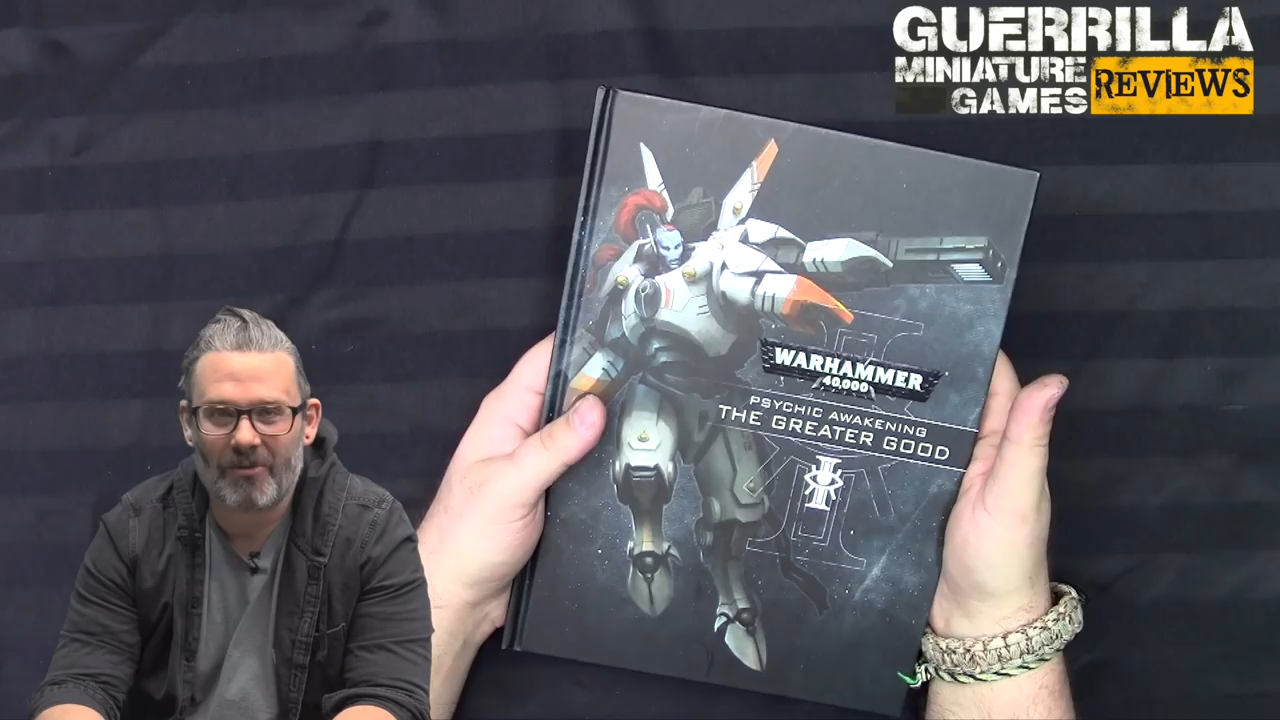 GUERRILLA
MINIATURE
GAMES
REVIEWS
WARHAMMER
40,000
PSYCHIC AWAKENING
THE GREATER GOOD